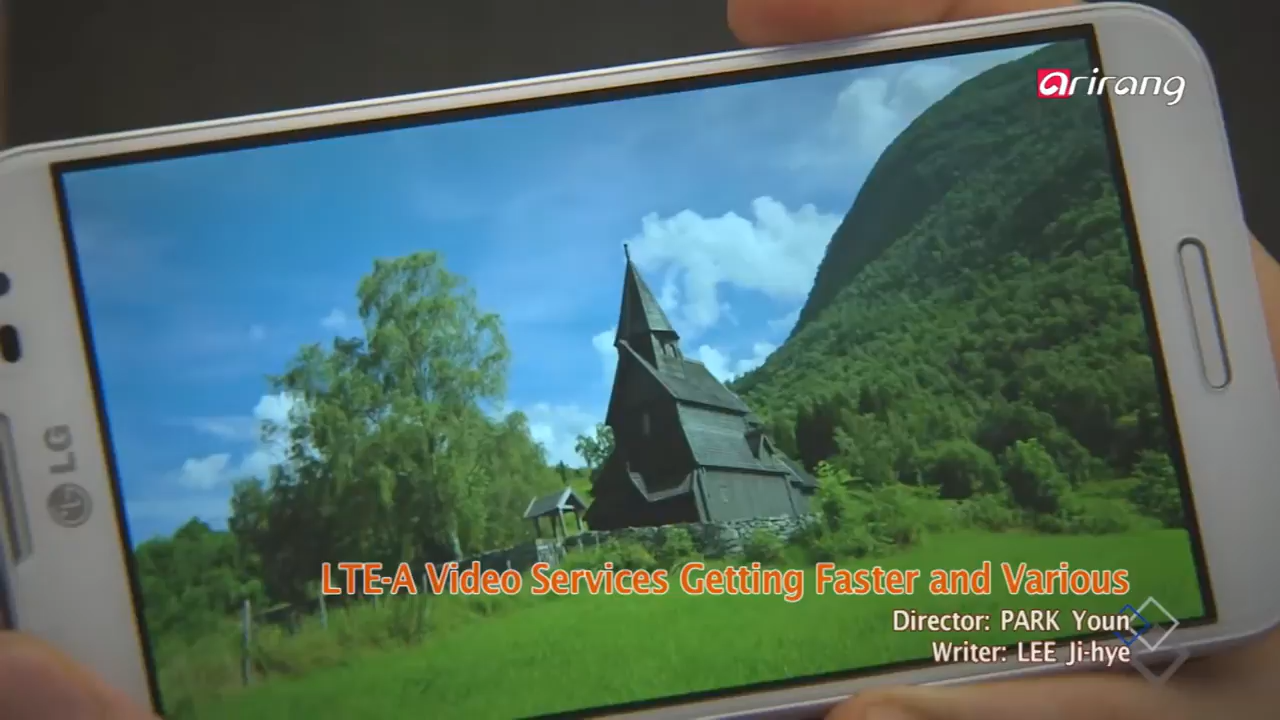 arirang
LG
LTE-A Video Services Getting Faster and Various
Director: PARK Youn
Writer: LEE Ji-hye